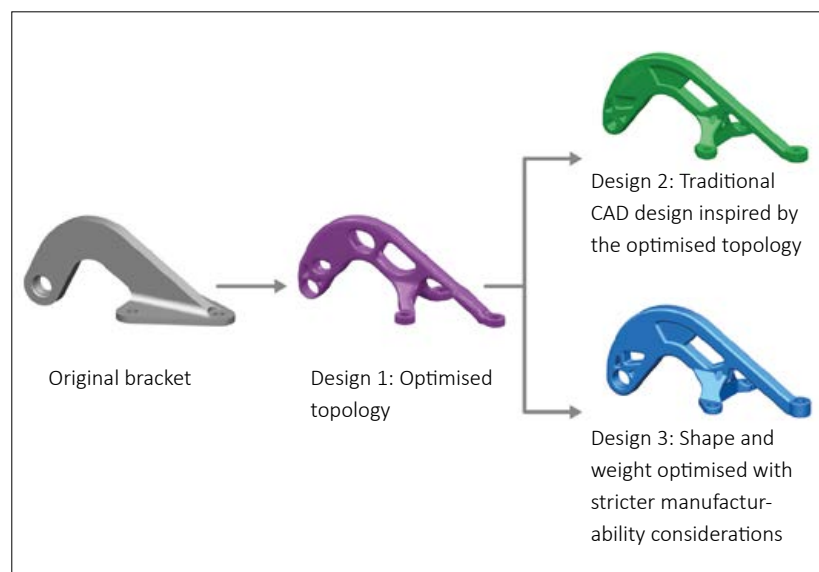 Original bracket
Design 1: Optimised
topology
Design 2: Traditional
CAD design inspired by
the optimised topology
Design 3: Shape and
weight optimised with
stricter manufactur-
ability considerations